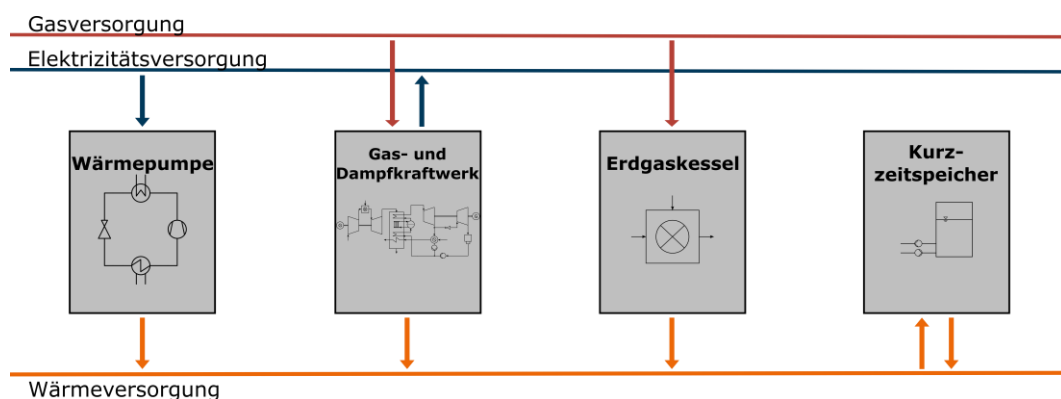 Gasversorgung
Elektrizitätsversorgung
Wärmepumpe
Gas- und
Dampfkraftwerk
Erdgaskessel
Kurz-
zeitspeicher
Wärmeversorgung